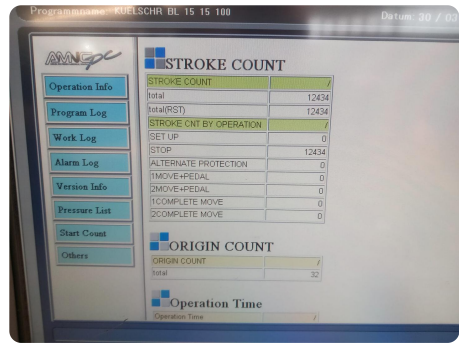 Programmname KUELSCHR BL 15 15 100
Datum: 30 / 03
AMNC PC
Operation Info
Program Log
Work Log
Alarm Log
Version Info
Pressure List
Start Count
Others
STROKE COUNT
STROKE COUNT /
total 12434
total(RST) 12434
STROKE CNT BY OPERATION /
SET UP 0
STOP 12434
ALTERNATE PROTECTION 0
1MOVE+PEDAL 0
2MOVE+PEDAL 0
1COMPLETE MOVE 0
2COMPLETE MOVE 0
ORIGIN COUNT
ORIGIN COUNT /
total 32
Operation Time
Operation Time /